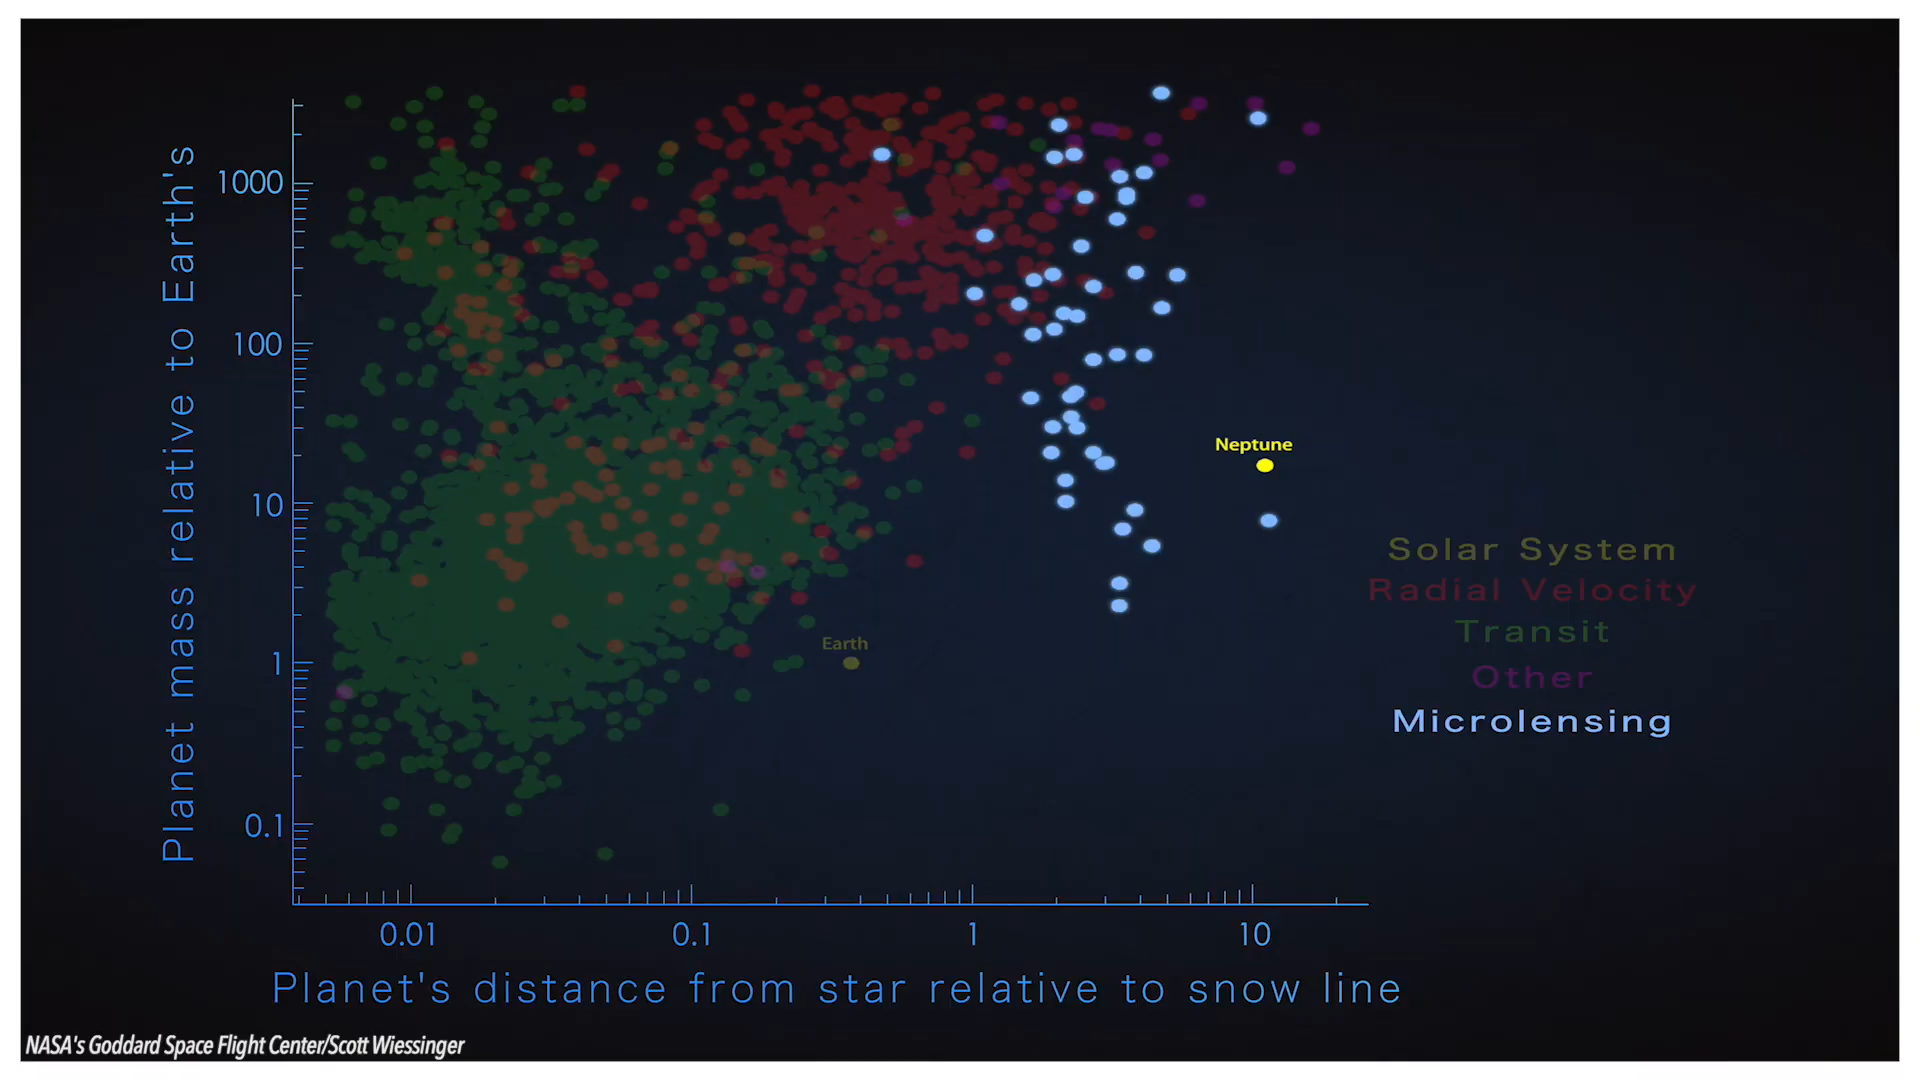 Planet mass relative to Earth's
1000
100
10
1
0.1
Neptune
Earth
Solar System
Radial Velocity
Transit
Other
Microlensing
0.01 0.1 1 10
Planet's distance from star relative to snow line
NASA's Goddard Space Flight Center/Scott Wiessinger